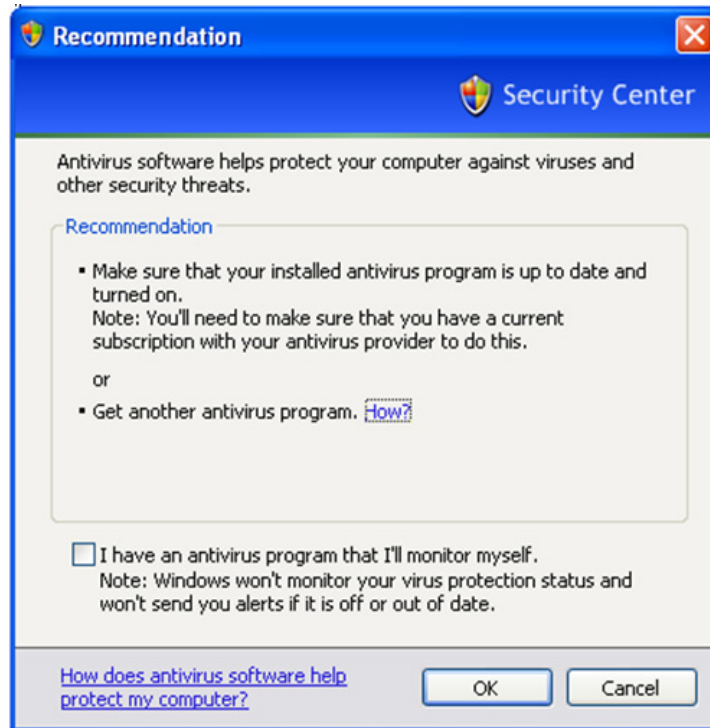 Recommendation
Security Center
Antivirus software helps protect your computer against viruses and
other security threats.
Recommendation
▪ Make sure that your installed antivirus program is up to date and
turned on.
Note: You'll need to make sure that you have a current
subscription with your antivirus provider to do this.
or
▪ Get another antivirus program. How?
I have an antivirus program that I'll monitor myself.
Note: Windows won't monitor your virus protection status and
won't send you alerts if it is off or out of date.
How does antivirus software help
protect my computer?
OK
Cancel